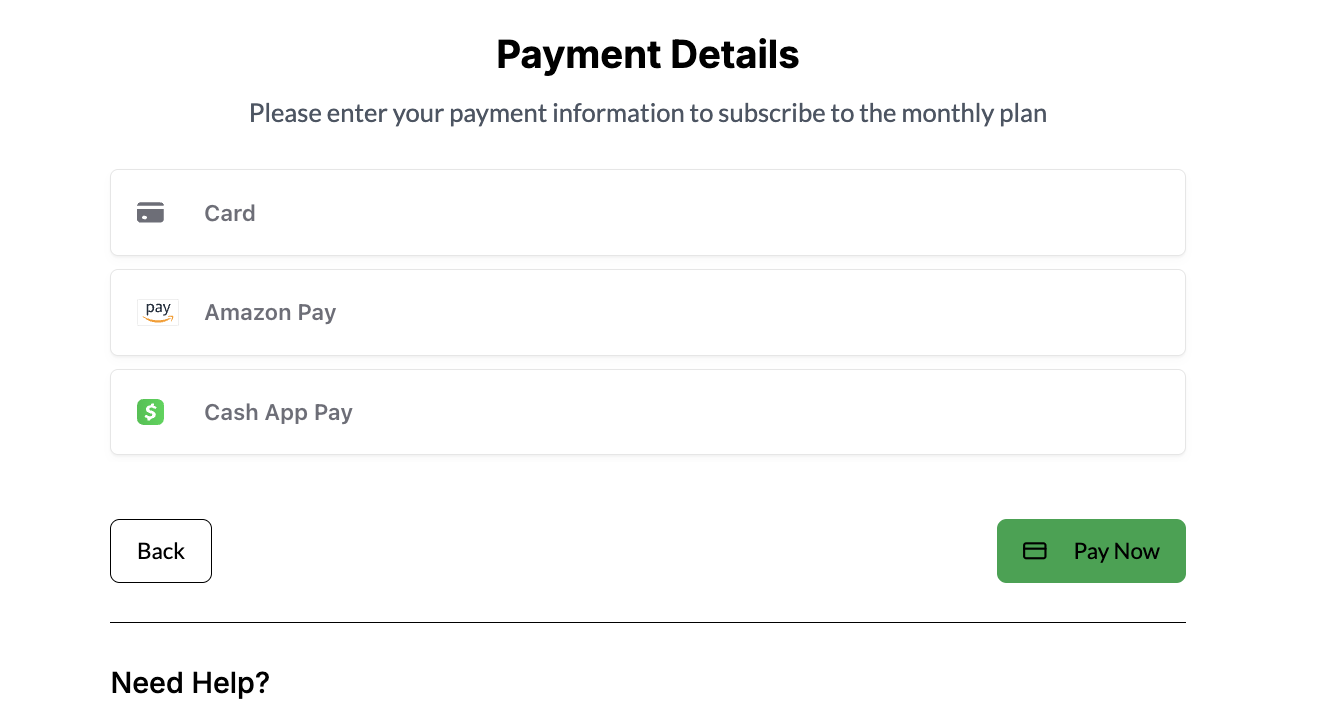 Payment Details
Please enter your payment information to subscribe to the monthly plan
Card
pay Amazon Pay
$ Cash App Pay
Back
Pay Now
Need Help?